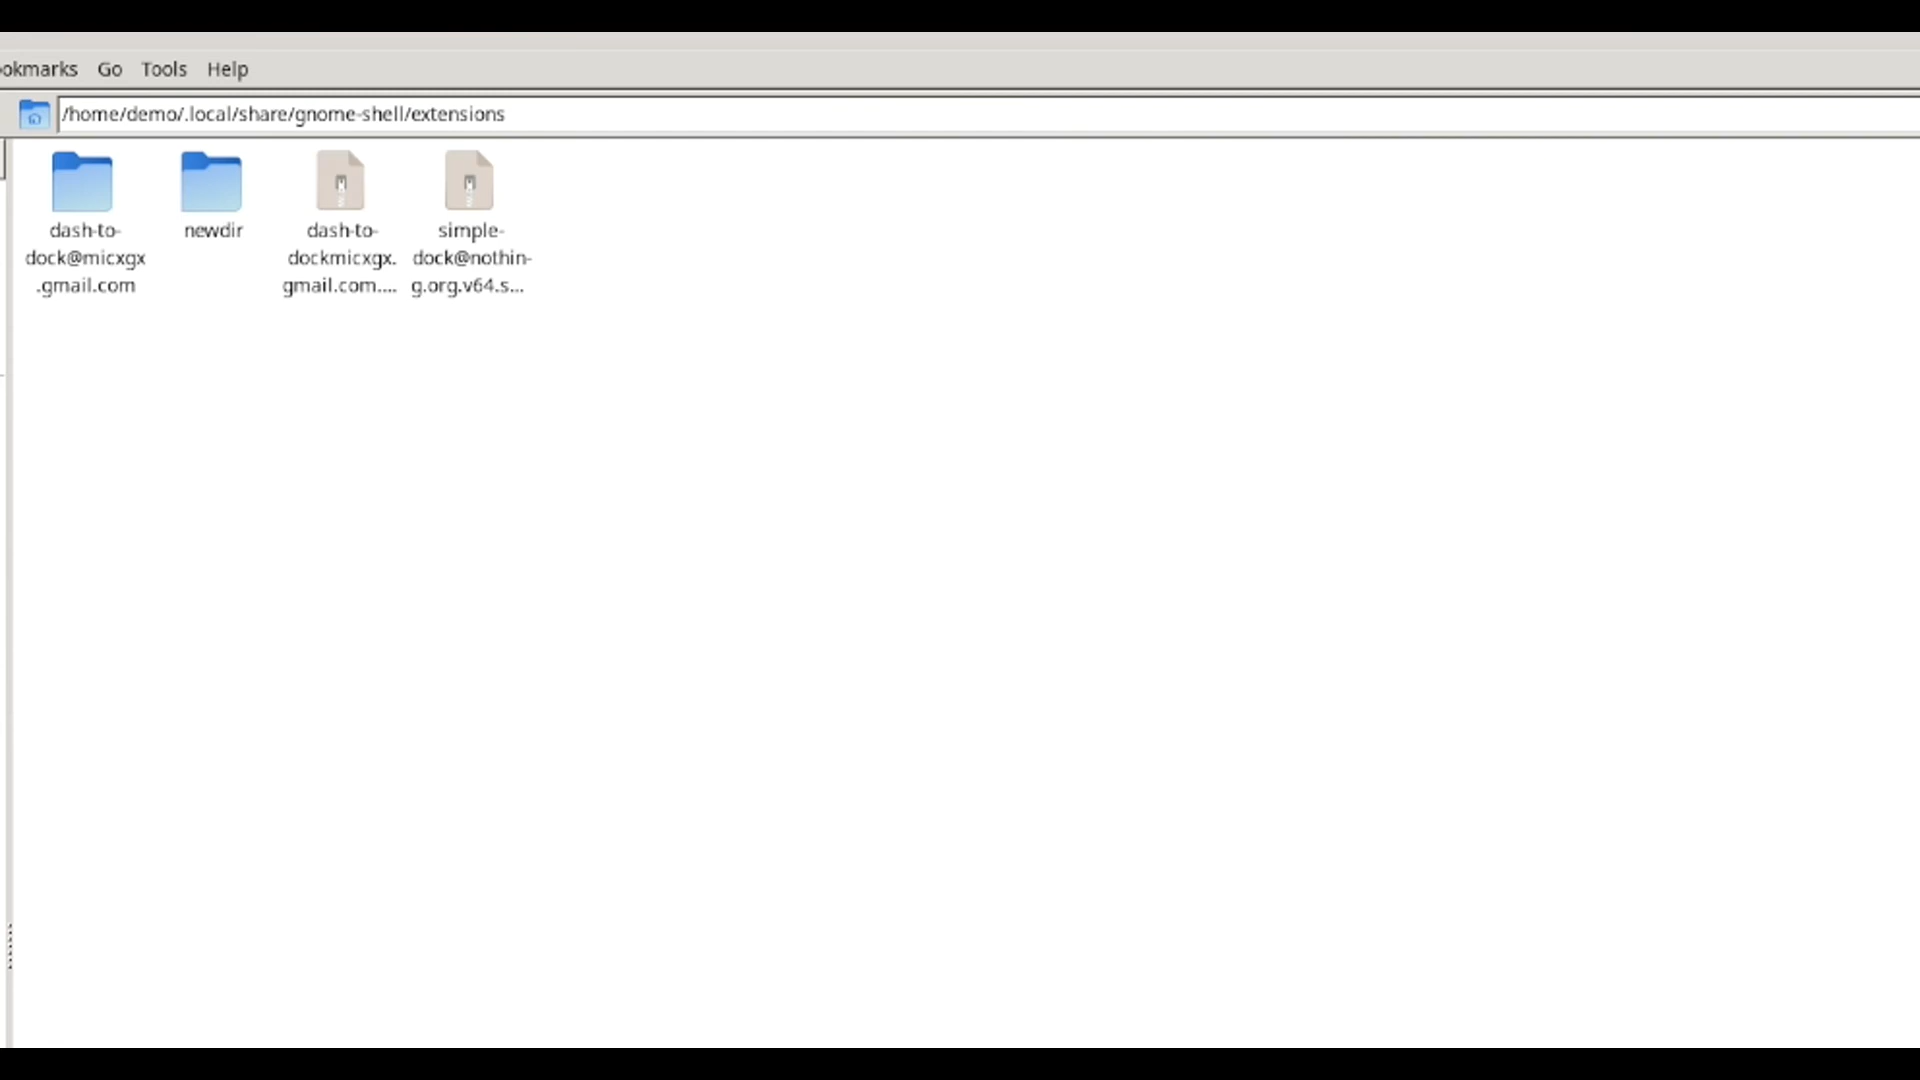 okmarks Go Tools Help
/home/demo/.local/share/gnome-shell/extensions
dash-to-
dock@micxgx
.gmail.com
newdir
dash-to-
dockmicxgx.
gmail.com....
simple-
dock@nothin-
g.org.v64.s...